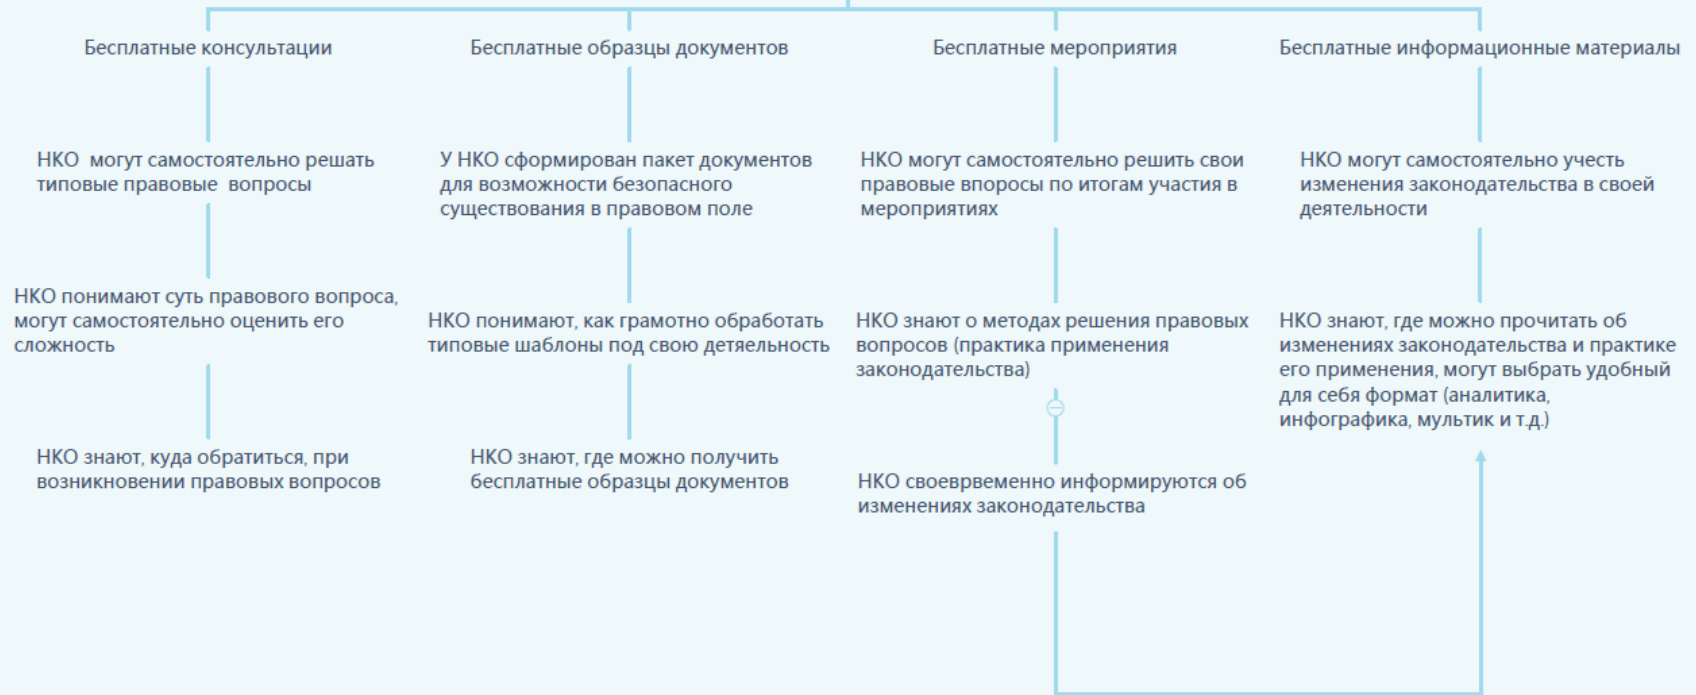 Бесплатные консультации
НКО  могут самостоятельно решать
типовые правовые  вопросы
НКО понимают суть правового вопроса,
могут самостоятельно оценить его
сложность
НКО знают, куда обратиться, при
возникновении правовых вопросов
Бесплатные образцы документов
У НКО сформирован пакет документов
для возможности безопасного
существования в правовом поле
НКО понимают, как грамотно обработать
типовые шаблоны под свою детяельность
НКО знают, где можно получить
бесплатные образцы документов
Бесплатные мероприятия
НКО могут самостоятельно решить свои
правовые впоросы по итогам участия в
мероприятиях
НКО знают о методах решения правовых
вопросов (практика применения
законодательства)
НКО своеврвеменно информируются об
изменениях законодательства
Бесплатные информационные материалы
НКО могут самостоятельно учесть
изменения законодательства в своей
деятельности
НКО знают, где можно прочитать об
изменениях законодательства и практике
его применения, могут выбрать удобный
для себя формат (аналитика,
инфографика, мультик и т.д.)